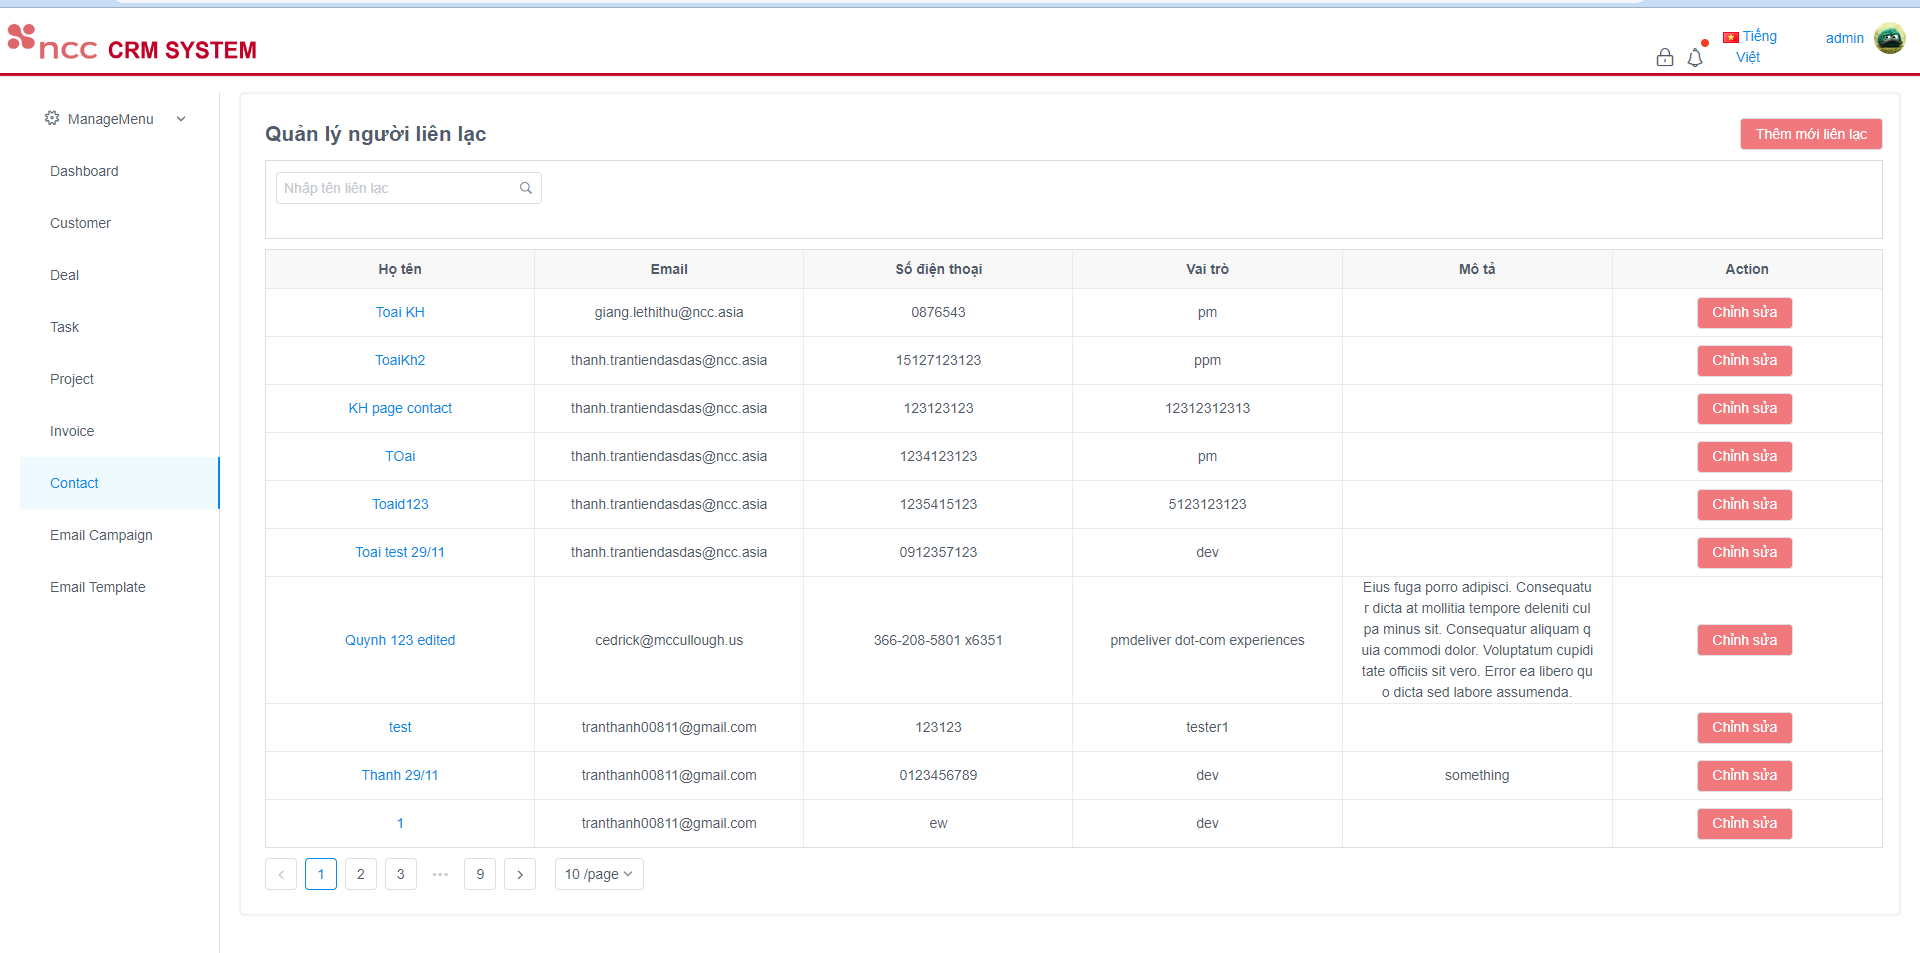 ncc CRM SYSTEM
Tiếng
Việt
admin
ManageMenu
Dashboard
Customer
Deal
Task
Project
Invoice
Contact
Email Campaign
Email Template
Quản lý người liên lạc
Thêm mới liên lạc
Nhập tên liên lạc
Họ tên Email Số điện thoại Vai trò Mô tả Action
Toai KH giang.lethithu@ncc.asia 0876543 pm Chỉnh sửa
ToaiKh2 thanh.trantiendasdas@ncc.asia 15127123123 ppm Chỉnh sửa
KH page contact thanh.trantiendasdas@ncc.asia 123123123 12312312313 Chỉnh sửa
TOai thanh.trantiendasdas@ncc.asia 1234123123 pm Chỉnh sửa
Toaid123 thanh.trantiendasdas@ncc.asia 1235415123 5123123123 Chỉnh sửa
Toai test 29/11 thanh.trantiendasdas@ncc.asia 0912357123 dev Chỉnh sửa
Quynh 123 edited cedrick@mccullough.us 366-208-5801 x6351 pmdeliver dot-com experiences
Eius fuga porro adipisci. Consequatu
r dicta at mollitia tempore deleniti cul
pa minus sit. Consequatur aliquam q
uia commodi dolor. Voluptatum cupidi
tate officiis sit vero. Error ea libero qu
o dicta sed labore assumenda.
Chỉnh sửa
test tranthanh00811@gmail.com 123123 tester1 Chỉnh sửa
Thanh 29/11 tranthanh00811@gmail.com 0123456789 dev something Chỉnh sửa
1 tranthanh00811@gmail.com ew dev Chỉnh sửa
< 1 2 3 ••• 9 > 10 /page